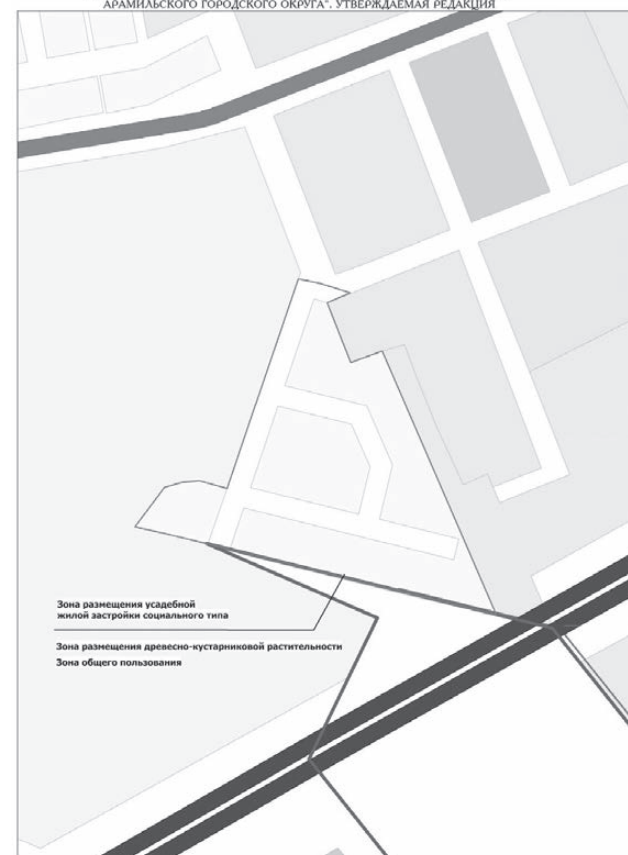 АРАМИЛЬСКОГО ГОРОДСКОГО ОКРУГА". УТВЕРЖДАЕМАЯ РЕДАКЦИЯ
Зона размещения усадебной
жилой застройки социального типа
Зона размещения древесно-кустарниковой растительности
Зона общего пользования